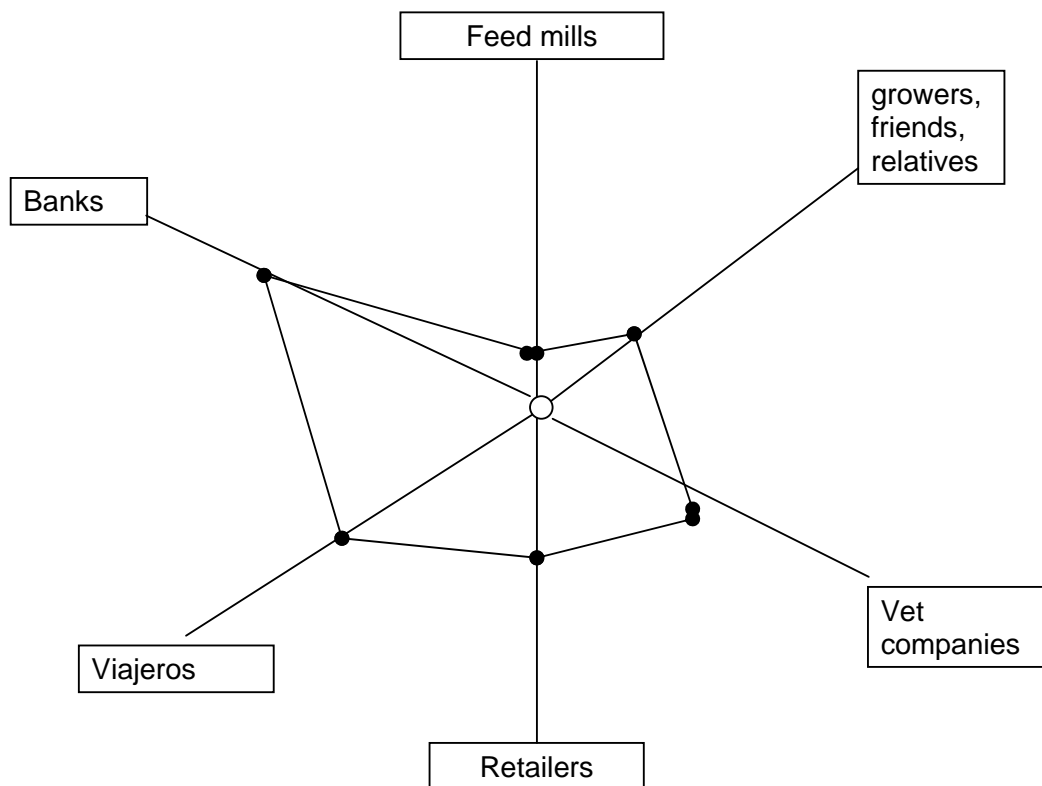 Feed mills
growers,
friends,
relatives
Banks
Vet
companies
Viajeros
Retailers